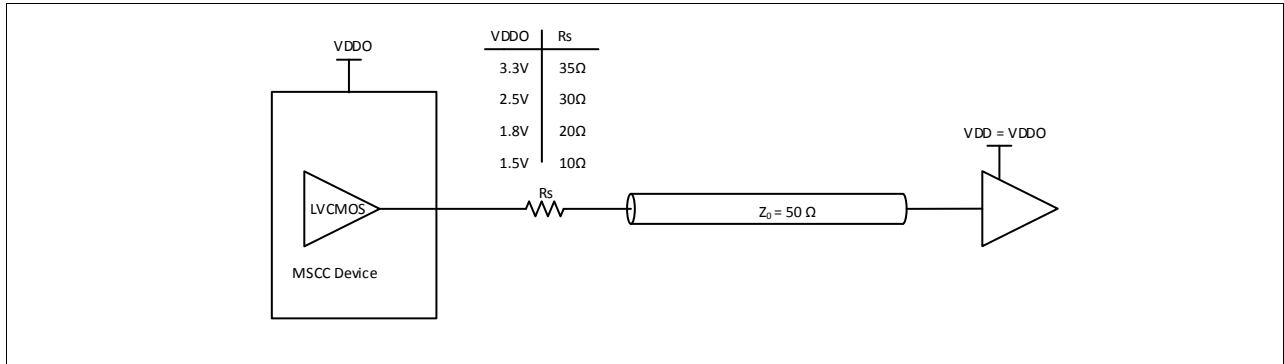 VDDO
VDDO Rs
3.3V 35Ω
2.5V 30Ω
1.8V 20Ω
1.5V 10Ω
VDD = VDDO
Rs
LVCMOS
Z₀ = 50 Ω
MSCC Device